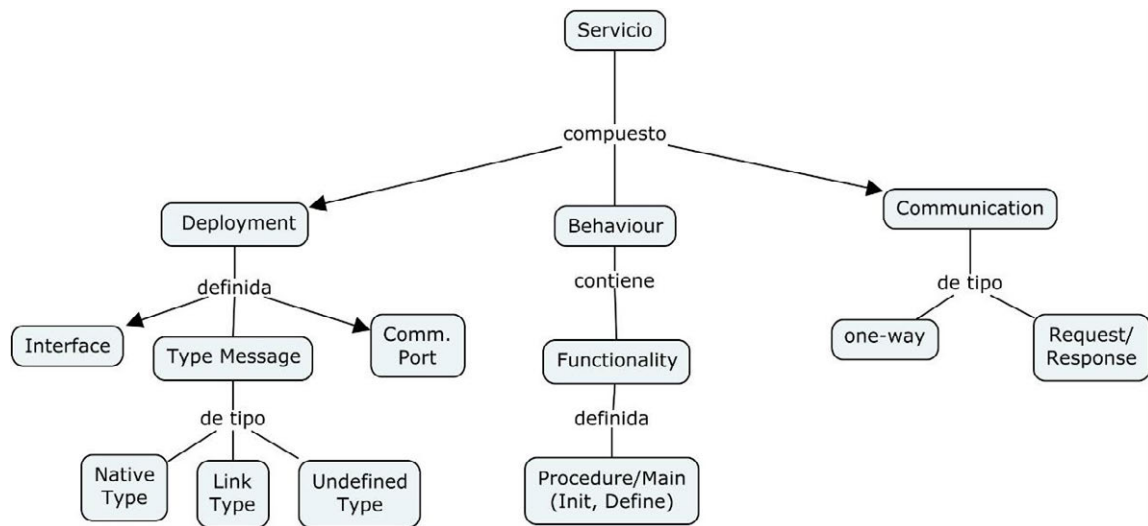 Servicio
compuesto
Deployment
Behaviour
Communication
definida
contiene
de tipo
Interface
Type Message
Comm.
Port
Functionality
one-way
Request/
Response
de tipo
definida
Native
Type
Link
Type
Undefined
Type
Procedure/Main
(Init, Define)